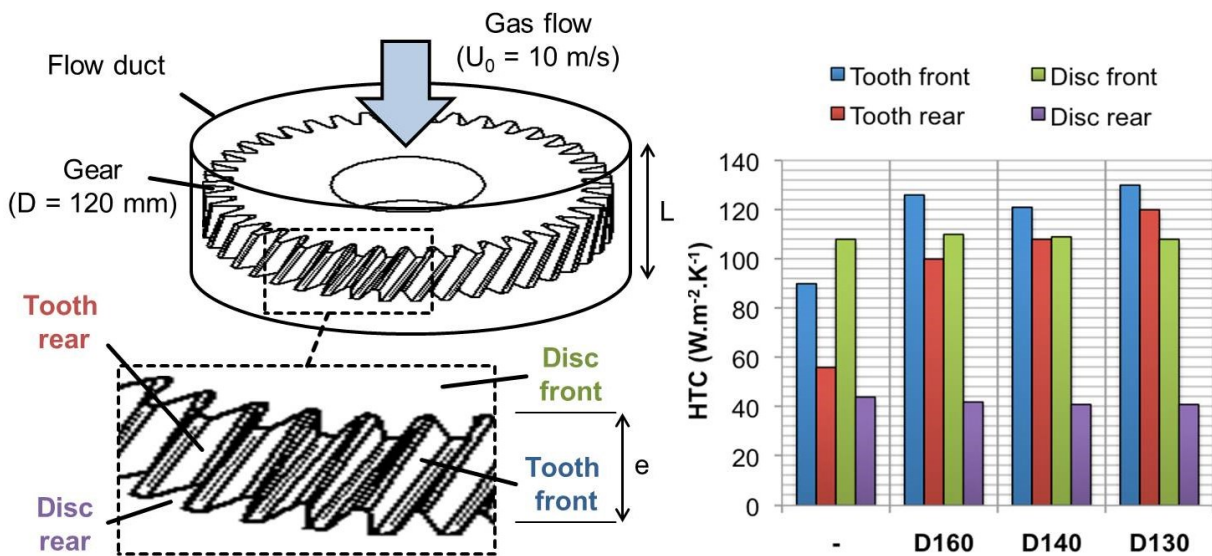 Gas flow
(U₀ = 10 m/s)
Flow duct
Gear
(D = 120 mm)
L
Tooth
rear
Disc
front
Tooth
front
e
Disc
rear
Tooth front
Disc front
Tooth rear
Disc rear
HTC (W.m⁻².K⁻¹)
140
120
100
80
60
40
20
0
-
D160
D140
D130